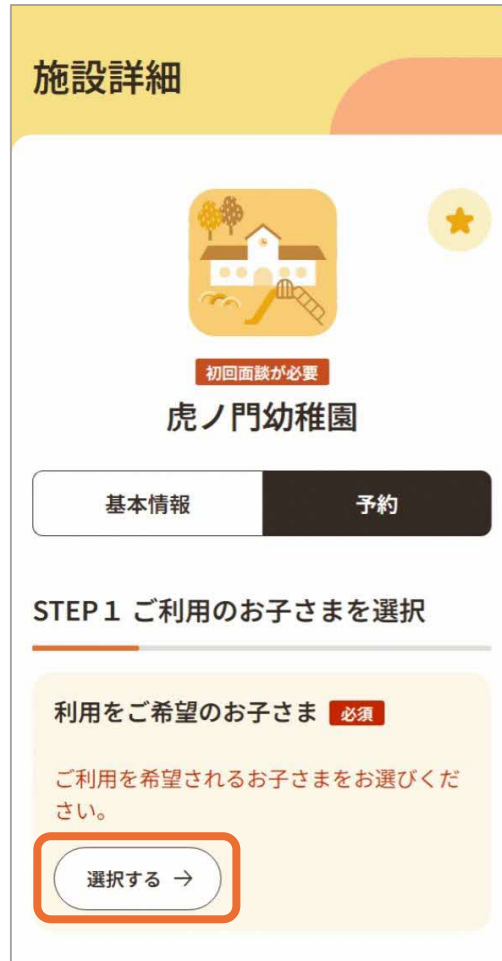 施設詳細
初回面談が必要
虎ノ門幼稚園
基本情報
予約
STEP１ ご利用のお子さまを選択
利用をご希望のお子さま 必須
ご利用を希望されるお子さまをお選びくだ
さい。
選択する →